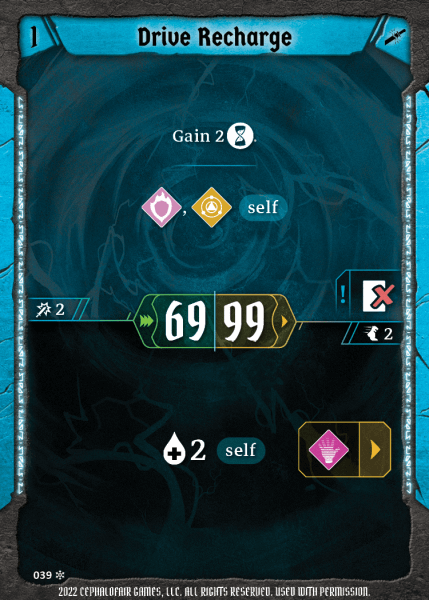 1
Drive Recharge
Gain 2 .
, self
2
69 99
!
2
2 self
039
2022 CEPHALOFAIR GAMES, LLC. ALL RIGHTS RESERVED. USED WITH PERMISSION.